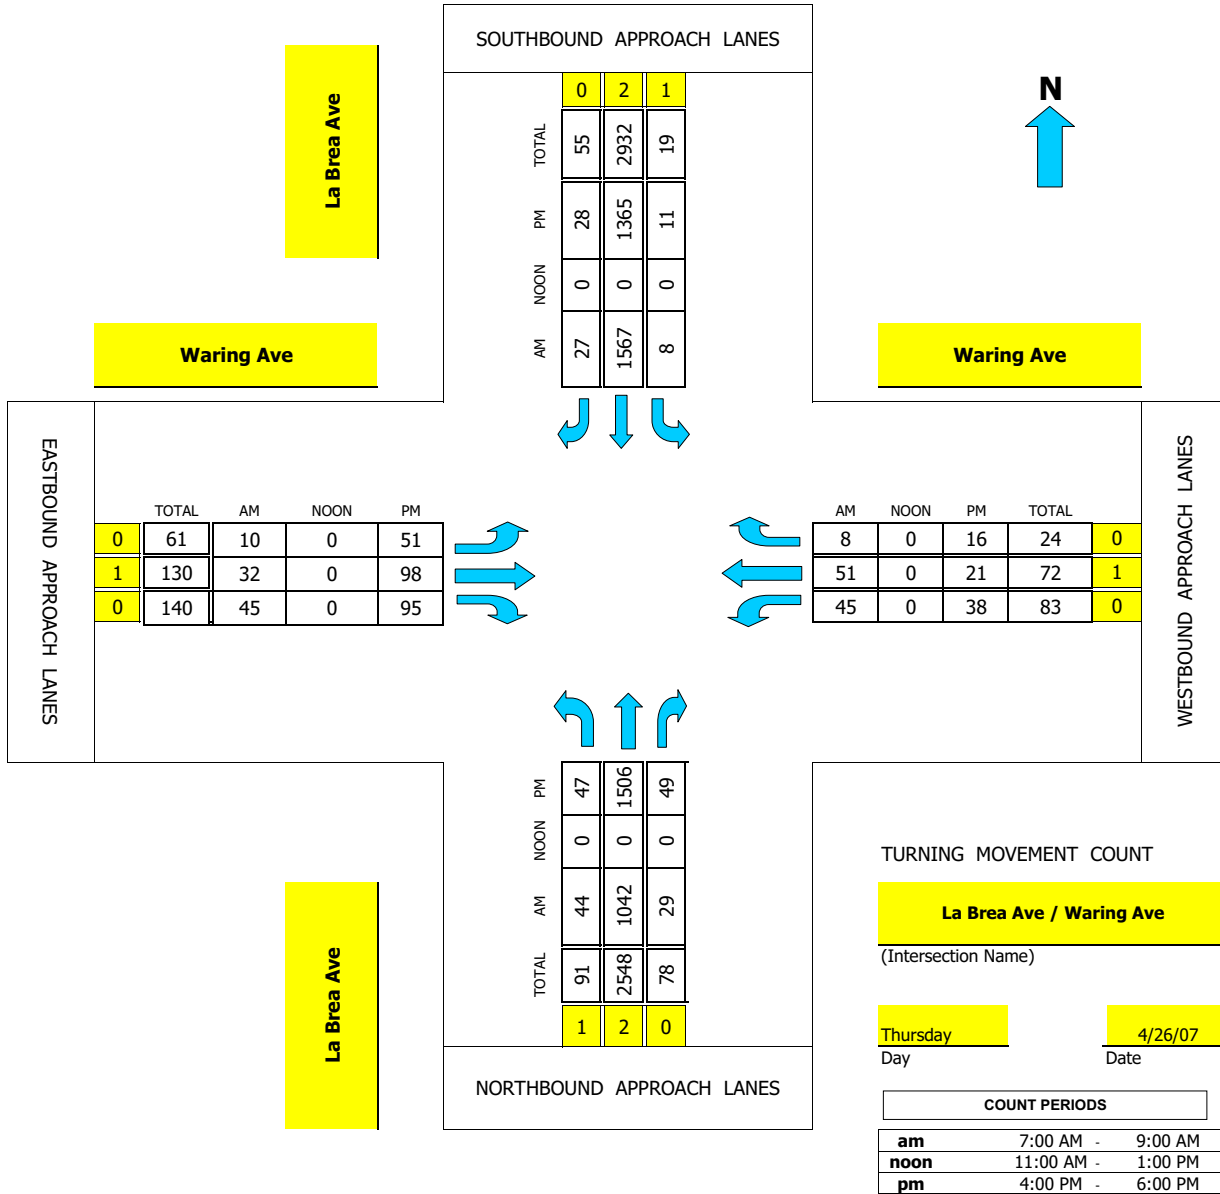 SOUTHBOUND APPROACH LANES
0 2 1
TOTAL 55 2932 19
PM 28 1365 11
NOON 0 0 0
AM 27 1567 8
N
La Brea Ave
Waring Ave
Waring Ave
EASTBOUND APPROACH LANES
TOTAL AM NOON PM
0 61 10 0 51
1 130 32 0 98
0 140 45 0 95
AM NOON PM TOTAL
8 0 16 24 0
51 0 21 72 1
45 0 38 83 0
WESTBOUND APPROACH LANES
PM 47 1506 49
NOON 0 0 0
AM 44 1042 29
TOTAL 91 2548 78
1 2 0
NORTHBOUND APPROACH LANES
La Brea Ave
TURNING MOVEMENT COUNT
La Brea Ave / Waring Ave
(Intersection Name)
Thursday 4/26/07
Day Date
COUNT PERIODS
am 7:00 AM - 9:00 AM
noon 11:00 AM - 1:00 PM
pm 4:00 PM - 6:00 PM